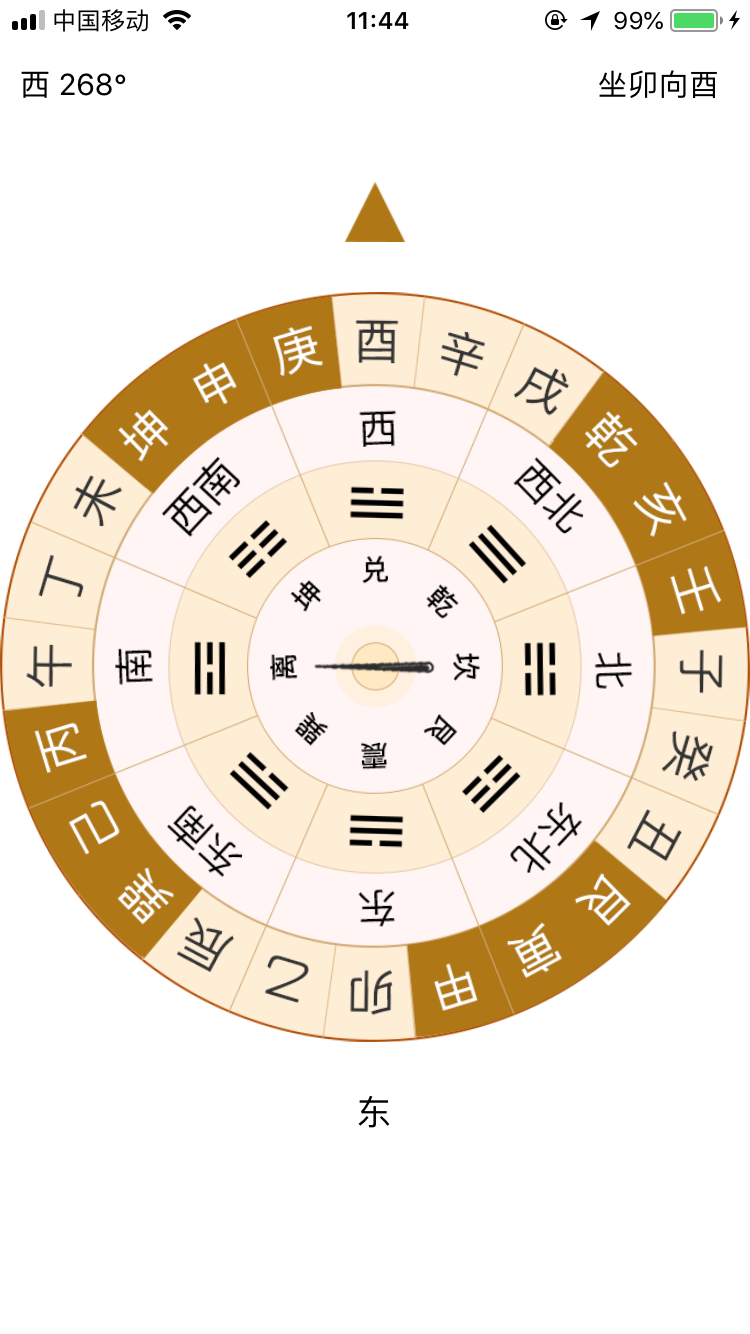 中国移动 11:44 99%
西 268° 坐卯向酉
酉
辛
戌
乾
亥
壬
子
癸
丑
艮
寅
甲
卯
乙
辰
巽
己
丙
午
丁
未
坤
申
庚
西
西北
北
东北
东
东南
南
西南
兑
乾
坎
艮
震
巽
离
坤
东